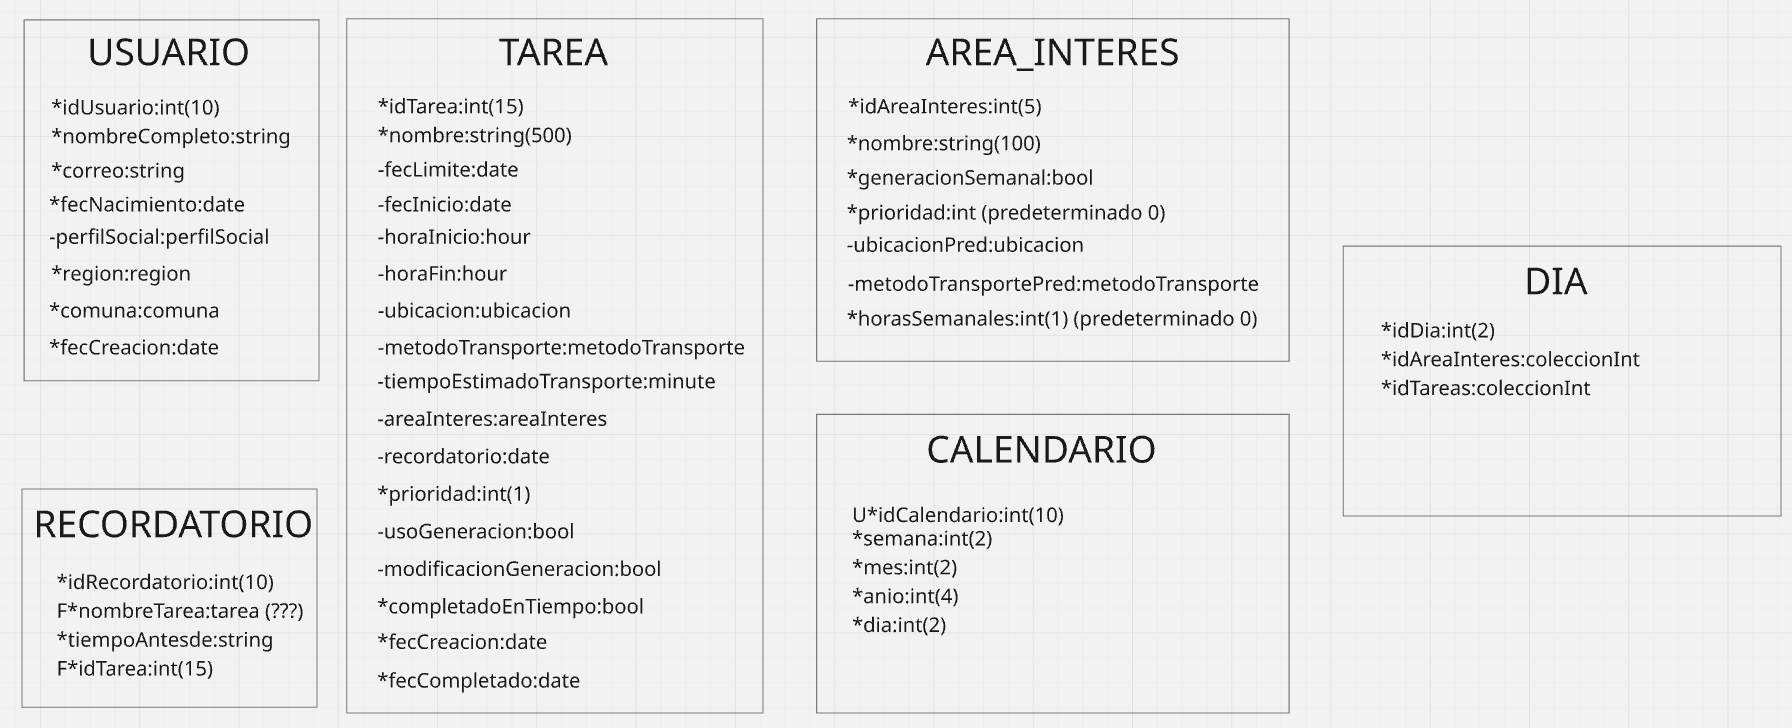 USUARIO
*idUsuario:int(10)
*nombreCompleto:string
*correo:string
*fecNacimiento:date
-perfilSocial:perfilSocial
*region:region
*comuna:comuna
*fecCreacion:date
RECORDATORIO
*idRecordatorio:int(10)
F*nombreTarea:tarea (???)
*tiempoAntesde:string
F*idTarea:int(15)
TAREA
*idTarea:int(15)
*nombre:string(500)
-fecLimite:date
-fecInicio:date
-horaInicio:hour
-horaFin:hour
-ubicacion:ubicacion
-metodoTransporte:metodoTransporte
-tiempoEstimadoTransporte:minute
-areaInteres:areaInteres
-recordatorio:date
*prioridad:int(1)
-usoGeneracion:bool
-modificacionGeneracion:bool
*completadoEnTiempo:bool
*fecCreacion:date
*fecCompletado:date
AREA_INTERES
*idAreaInteres:int(5)
*nombre:string(100)
*generacionSemanal:bool
*prioridad:int (predeterminado 0)
-ubicacionPred:ubicacion
-metodoTransportePred:metodoTransporte
*horasSemanales:int(1) (predeterminado 0)
CALENDARIO
U*idCalendario:int(10)
*semana:int(2)
*mes:int(2)
*anio:int(4)
*dia:int(2)
DIA
*idDia:int(2)
*idAreaInteres:coleccionInt
*idTareas:coleccionInt